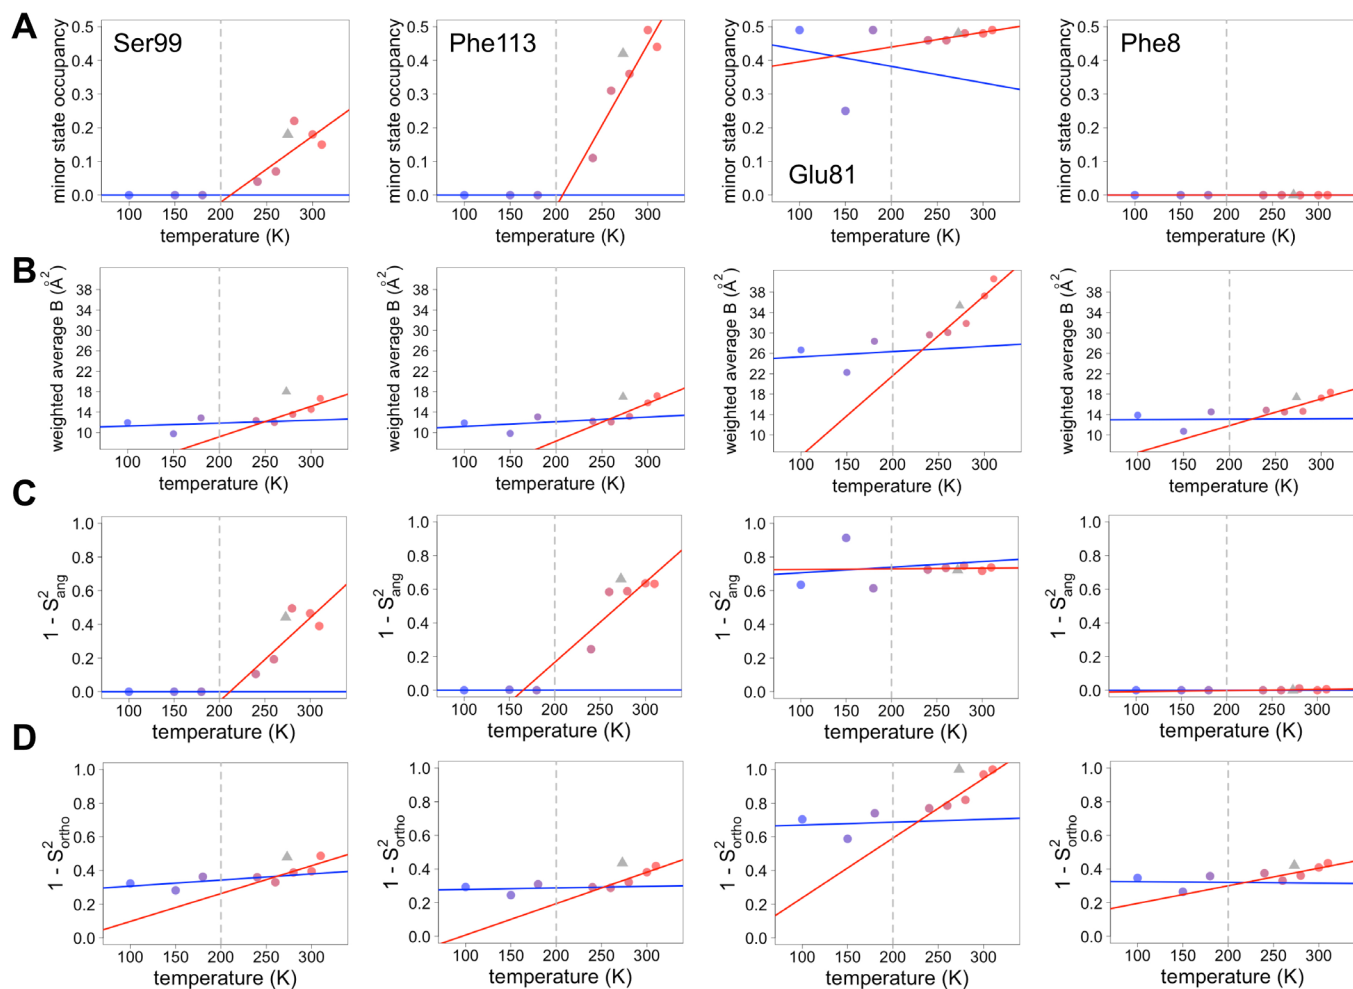 A
Ser99
Phe113
Glu81
Phe8
minor state occupancy
minor state occupancy
minor state occupancy
minor state occupancy
0.5
0.4
0.3
0.2
0.1
0.0
0.5
0.4
0.3
0.2
0.1
0.0
0.5
0.4
0.3
0.2
0.1
0.0
0.5
0.4
0.3
0.2
0.1
0.0
100 150 200 250 300
100 150 200 250 300
100 150 200 250 300
100 150 200 250 300
temperature (K)
temperature (K)
temperature (K)
temperature (K)
B
weighted average B (Å²)
weighted average B (Å²)
weighted average B (Å²)
weighted average B (Å²)
38
34
30
26
22
18
14
10
38
34
30
26
22
18
14
10
38
34
30
26
22
18
14
10
38
34
30
26
22
18
14
10
100 150 200 250 300
100 150 200 250 300
100 150 200 250 300
100 150 200 250 300
temperature (K)
temperature (K)
temperature (K)
temperature (K)
C
1 - S²ang
1 - S²ang
1 - S²ang
1 - S²ang
1.0
0.8
0.6
0.4
0.2
0.0
1.0
0.8
0.6
0.4
0.2
0.0
1.0
0.8
0.6
0.4
0.2
0.0
1.0
0.8
0.6
0.4
0.2
0.0
100 150 200 250 300
100 150 200 250 300
100 150 200 250 300
100 150 200 250 300
temperature (K)
temperature (K)
temperature (K)
temperature (K)
D
1 - S²ortho
1 - S²ortho
1 - S²ortho
1 - S²ortho
1.0
0.8
0.6
0.4
0.2
0.0
1.0
0.8
0.6
0.4
0.2
0.0
1.0
0.8
0.6
0.4
0.2
0.0
1.0
0.8
0.6
0.4
0.2
0.0
100 150 200 250 300
100 150 200 250 300
100 150 200 250 300
100 150 200 250 300
temperature (K)
temperature (K)
temperature (K)
temperature (K)